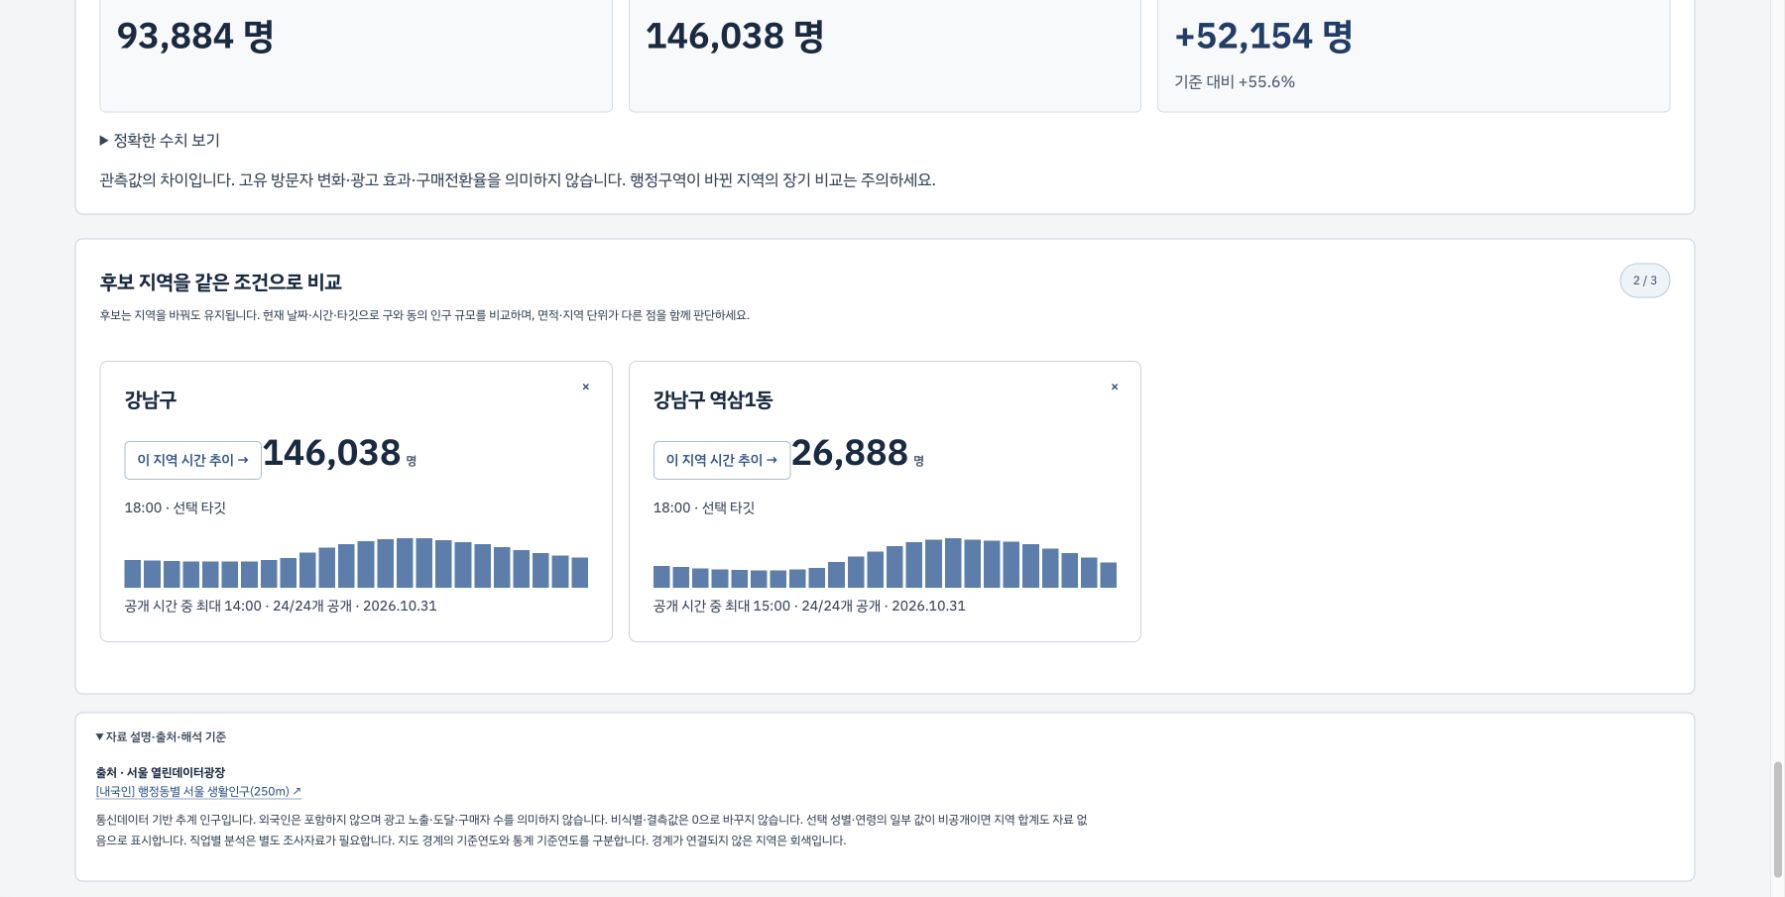 93,884 명
146,038 명
+52,154 명
기준 대비 +55.6%
▶ 정확한 수치 보기
관측값의 차이입니다. 고유 방문자 변화·광고 효과·구매전환율을 의미하지 않습니다. 행정구역이 바뀐 지역의 장기 비교는 주의하세요.
후보 지역을 같은 조건으로 비교
2 / 3
후보는 지역을 바꿔도 유지됩니다. 현재 날짜·시간·타깃으로 구와 동의 인구 규모를 비교하며, 면적·지역 단위가 다른 점을 함께 판단하세요.
×
강남구
이 지역 시간 추이 → 146,038 명
18:00 · 선택 타깃
공개 시간 중 최대 14:00 · 24/24개 공개 · 2026.10.31
×
강남구 역삼1동
이 지역 시간 추이 → 26,888 명
18:00 · 선택 타깃
공개 시간 중 최대 15:00 · 24/24개 공개 · 2026.10.31
▼ 자료 설명·출처·해석 기준
출처 · 서울 열린데이터광장
[내국인] 행정동별 서울 생활인구(250m) ↗
통신데이터 기반 추계 인구입니다. 외국인은 포함하지 않으며 광고 노출·도달·구매자 수를 의미하지 않습니다. 비식별·결측값은 0으로 바꾸지 않습니다. 선택 성별·연령의 일부 값이 비공개이면 지역 합계도 자료 없
음으로 표시합니다. 직업별 분석은 별도 조사자료가 필요합니다. 지도 경계의 기준연도와 통계 기준연도를 구분합니다. 경계가 연결되지 않은 지역은 회색입니다.